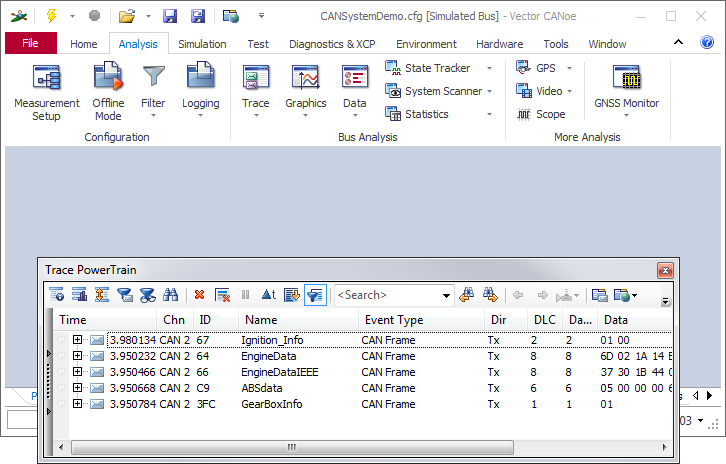 CANSystemDemo.cfg [Simulated Bus] - Vector CANoe
File Home Analysis Simulation Test Diagnostics & XCP Environment Hardware Tools Window
Measurement Setup
Offline Mode
Filter
Logging
Configuration
Trace
Graphics
Data
State Tracker
System Scanner
Statistics
Bus Analysis
GPS
Video
Scope
GNSS Monitor
More Analysis
Trace PowerTrain
<Search>
Time Chn ID Name Event Type Dir DLC Da... Data
3.980134 CAN 2 67 Ignition_Info CAN Frame Tx 2 2 01 00
3.950232 CAN 2 64 EngineData CAN Frame Tx 8 8 6D 02 1A 14
3.950466 CAN 2 66 EngineDataIEEE CAN Frame Tx 8 8 37 30 1B 44
3.950668 CAN 2 C9 ABSdata CAN Frame Tx 6 6 05 00 00 00
3.950784 CAN 2 3FC GearBoxInfo CAN Frame Tx 1 1 01
03